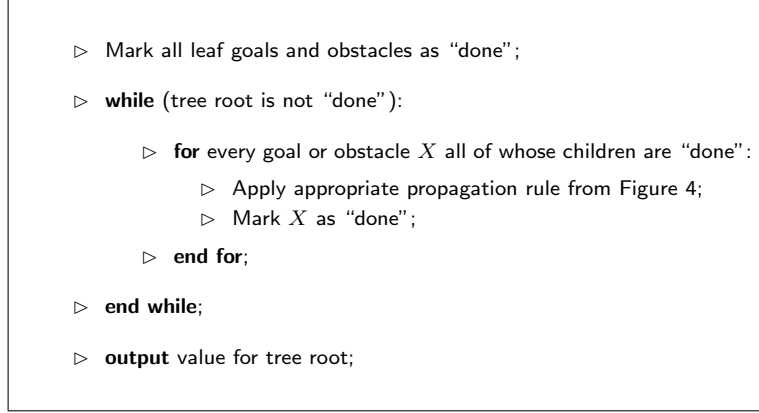 ▷ Mark all leaf goals and obstacles as “done”;
▷ while (tree root is not “done”):
▷ for every goal or obstacle X all of whose children are “done”:
▷ Apply appropriate propagation rule from Figure 4;
▷ Mark X as “done”;
▷ end for;
▷ end while;
▷ output value for tree root;